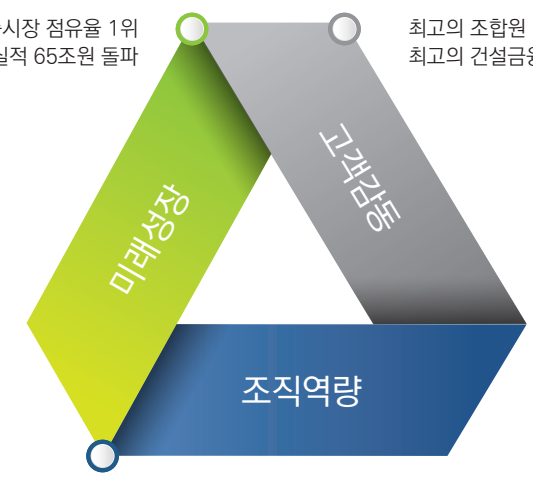 시장 점유율 1위
실적 65조원 돌파
최고의 조합원
최고의 건설금융
고객감동
미래성장
조직역량